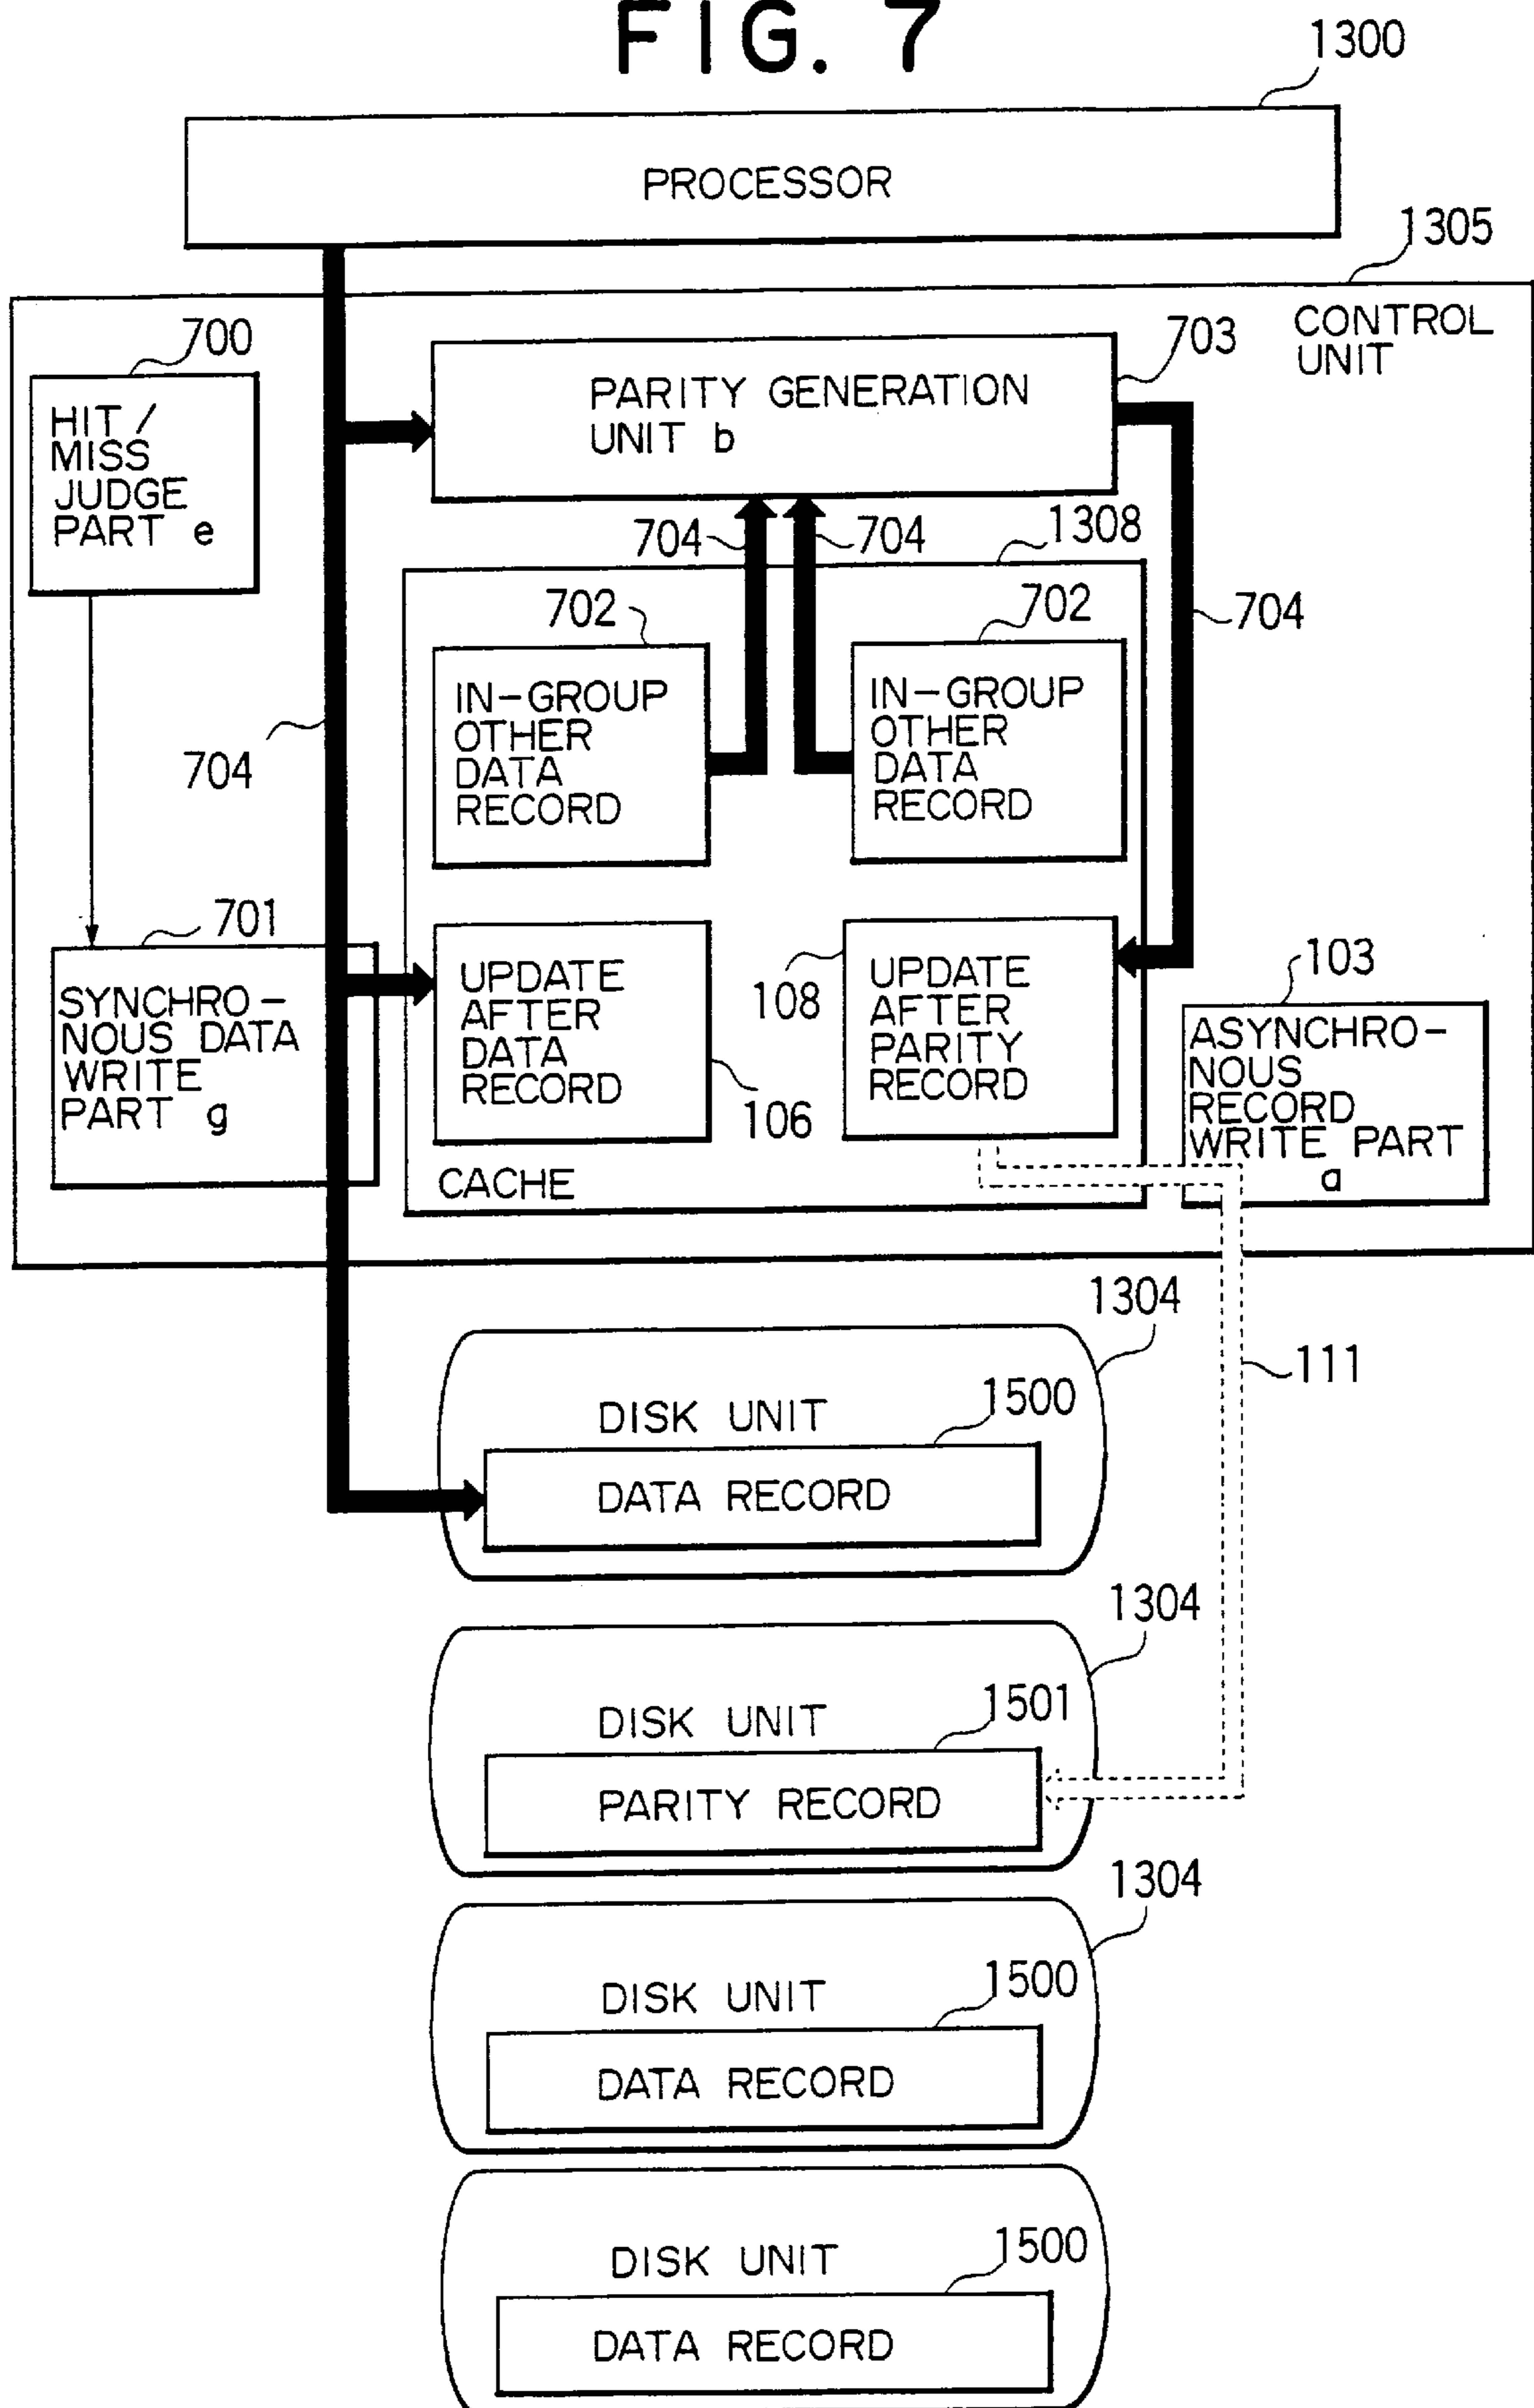 FIG. 7
1300
PROCESSOR
1305
CONTROL
UNIT
700
HIT/
MISS
JUDGE
PART e
703
PARITY GENERATION
UNIT b
704
704
1308
704
702
IN-GROUP
OTHER
DATA
RECORD
702
IN-GROUP
OTHER
DATA
RECORD
704
701
SYNCHRO-
NOUS DATA
WRITE
PART g
UPDATE
AFTER
DATA
RECORD
106
108
UPDATE
AFTER
PARITY
RECORD
103
ASYNCHRO-
NOUS
RECORD
WRITE PART
a
CACHE
1304
111
DISK UNIT
1500
DATA RECORD
1304
DISK UNIT
1501
PARITY RECORD
1304
DISK UNIT
1500
DATA RECORD
DISK UNIT
1500
DATA RECORD